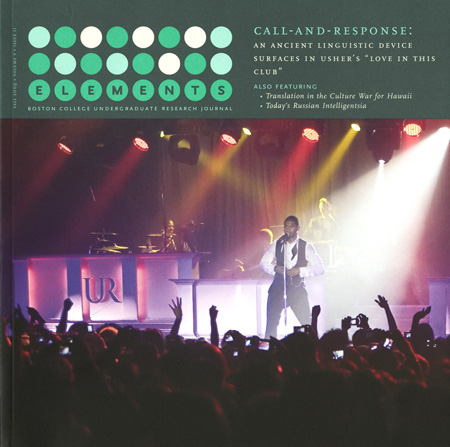 CALL-AND-RESPONSE:
AN ANCIENT LINGUISTIC DEVICE
SURFACES IN USHER'S "LOVE IN THIS
CLUB"
ALSO FEATURING
• Translation in the Culture War for Hawaii
• Today's Russian Intelligentsia
ELEMENTS
BOSTON COLLEGE UNDERGRADUATE RESEARCH JOURNAL
UR